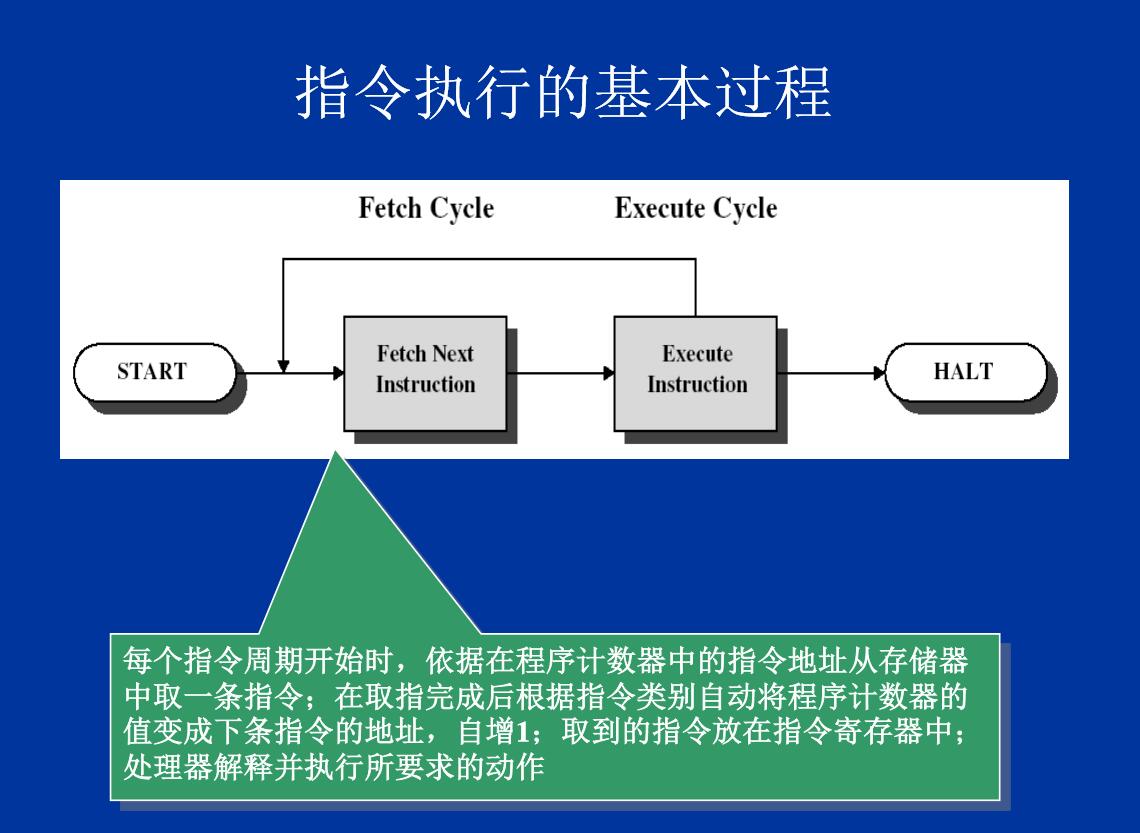 指令执行的基本过程
Fetch Cycle
Execute Cycle
START
Fetch Next
Instruction
Execute
Instruction
HALT
每个指令周期开始时，依据在程序计数器中的指令地址从存储器
中取一条指令；在取指完成后根据指令类别自动将程序计数器的
值变成下条指令的地址，自增1；取到的指令放在指令寄存器中；
处理器解释并执行所要求的动作